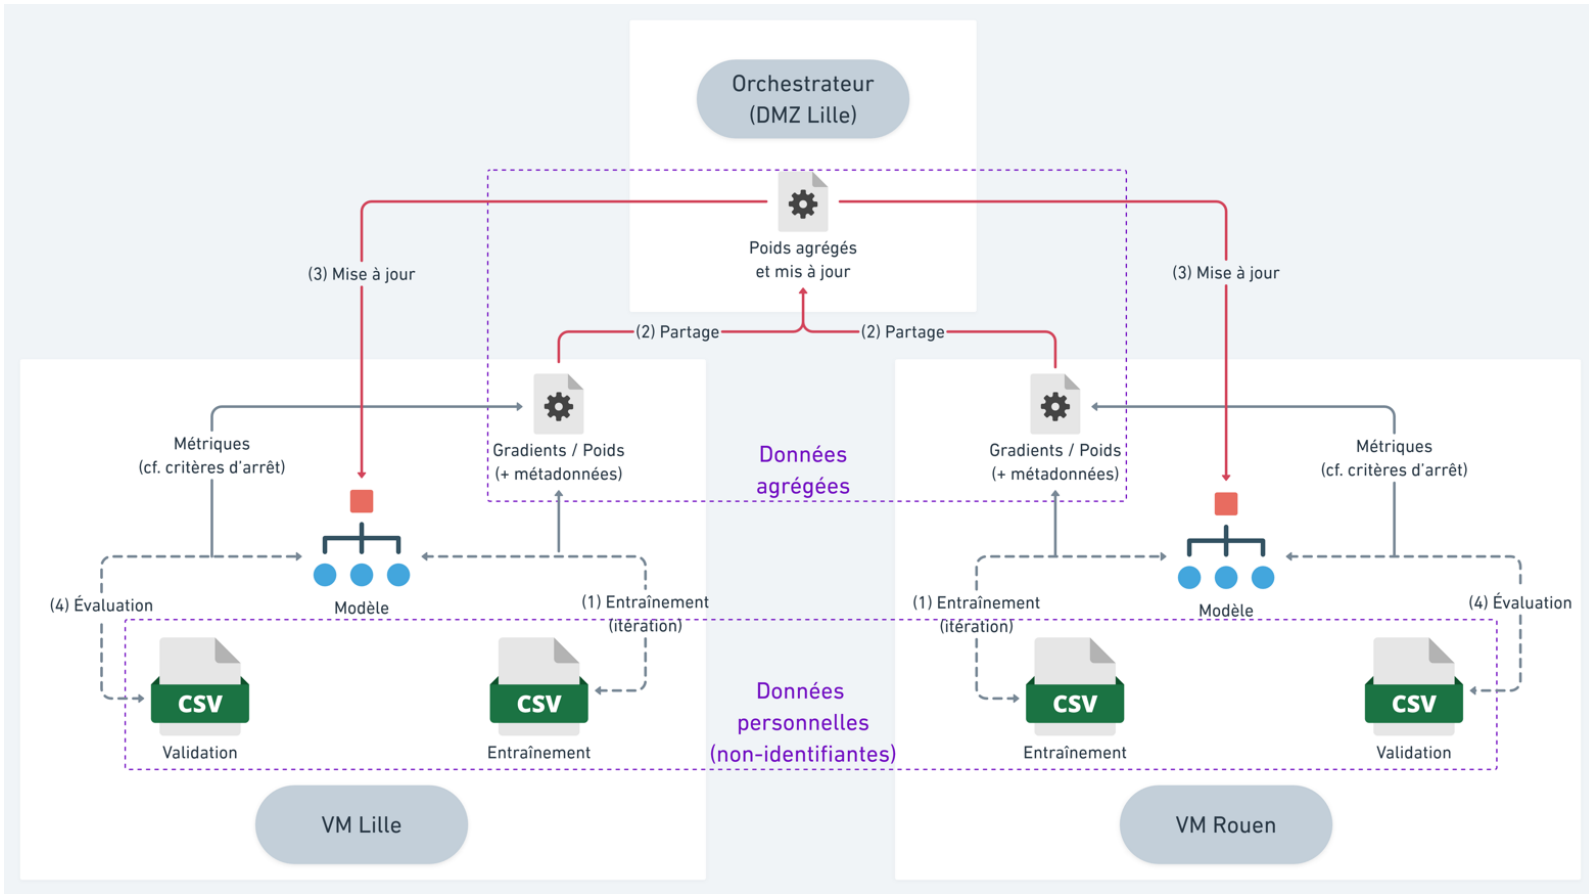 Orchestrateur
(DMZ Lille)
Poids agrégés
et mis à jour
(3) Mise à jour
(3) Mise à jour
(2) Partage
(2) Partage
Métriques
(cf. critères d'arrêt)
Gradients / Poids
(+ métadonnées)
Données
agrégées
Gradients / Poids
(+ métadonnées)
Métriques
(cf. critères d'arrêt)
(4) Évaluation
Modèle
(1) Entraînement
(itération)
(1) Entraînement
(itération)
Modèle
(4) Évaluation
CSV
Validation
CSV
Entraînement
Données
personnelles
(non-identifiantes)
CSV
Entraînement
CSV
Validation
VM Lille
VM Rouen